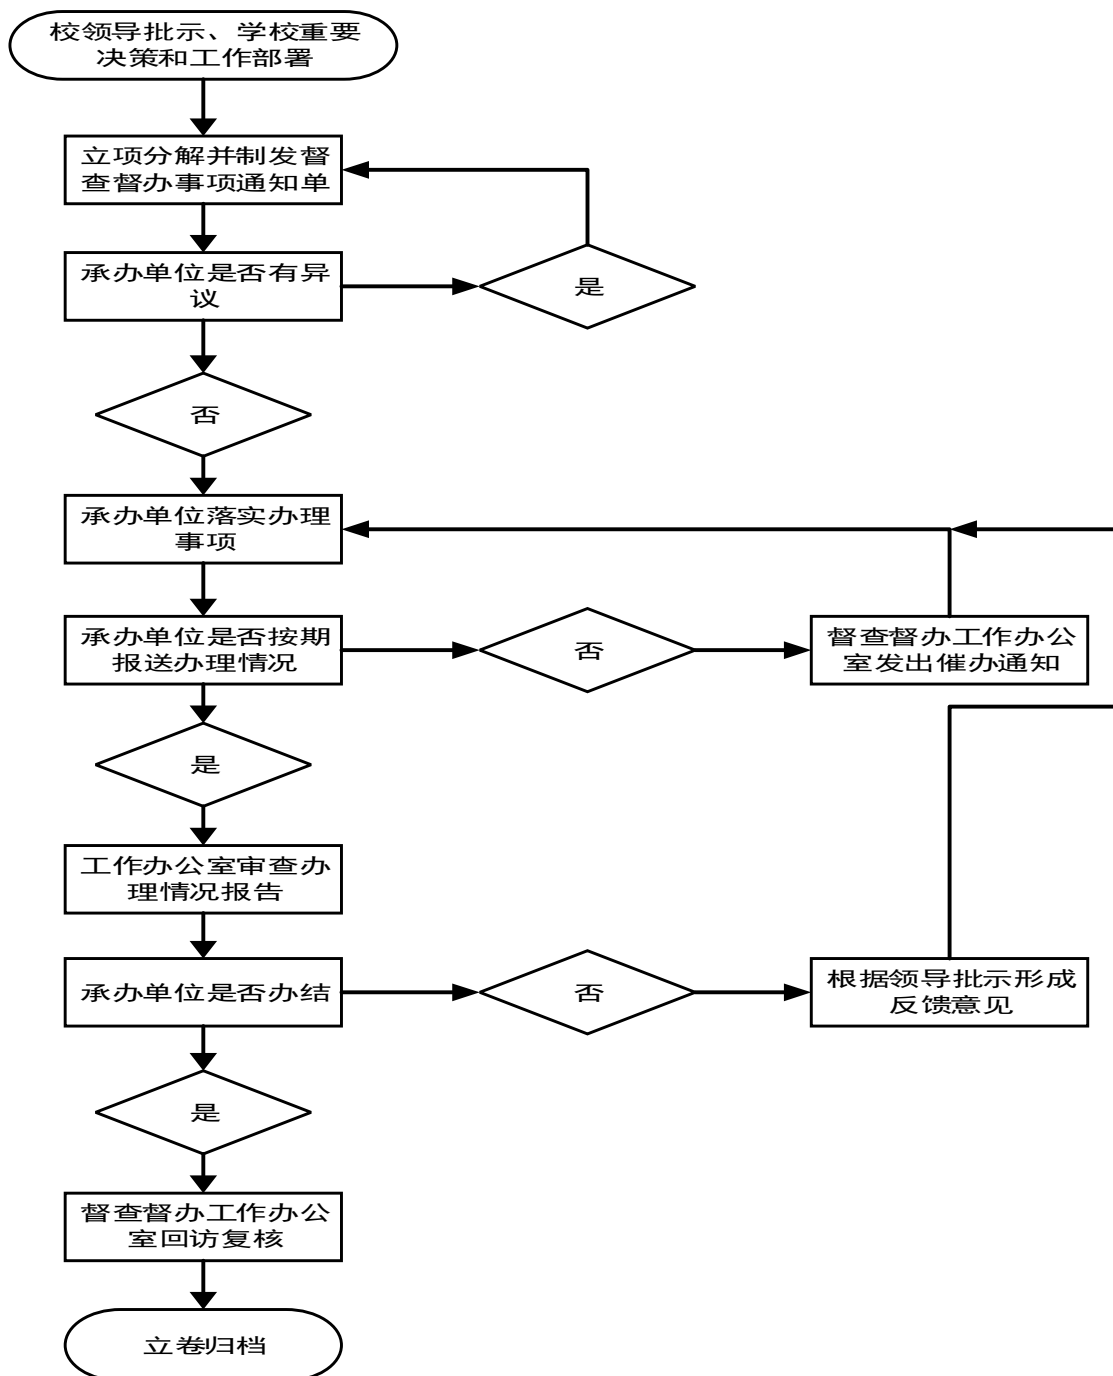 校领导批示、学校重要
决策和工作部署
立项分解并制发督
查督办事项通知单
承办单位是否有异
议
是
否
承办单位落实办理
事项
承办单位是否按期
报送办理情况
否
督查督办工作办公
室发出催办通知
是
工作办公室审查办
理情况报告
承办单位是否办结
否
根据领导批示形成
反馈意见
是
督查督办工作办公
室回访复核
立卷归档